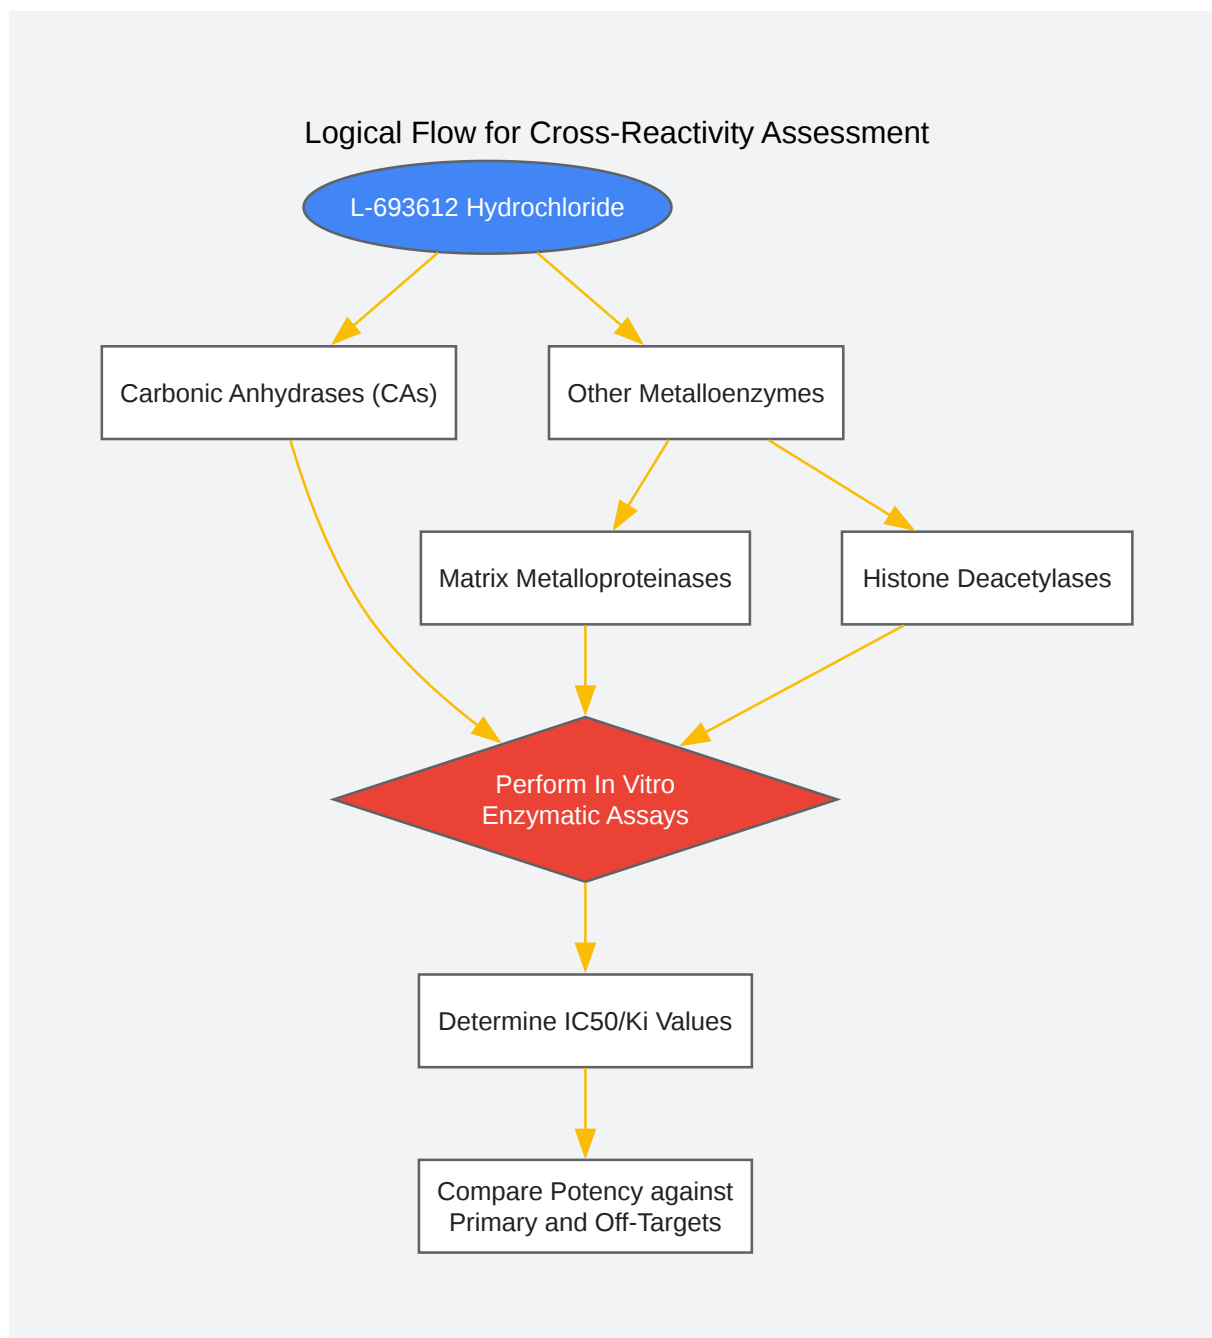 Logical Flow for Cross-Reactivity Assessment
L-693612 Hydrochloride
Carbonic Anhydrases (CAs)
Other Metalloenzymes
Matrix Metalloproteinases
Histone Deacetylases
Perform In Vitro
Enzymatic Assays
Determine IC50/Ki Values
Compare Potency against
Primary and Off-Targets